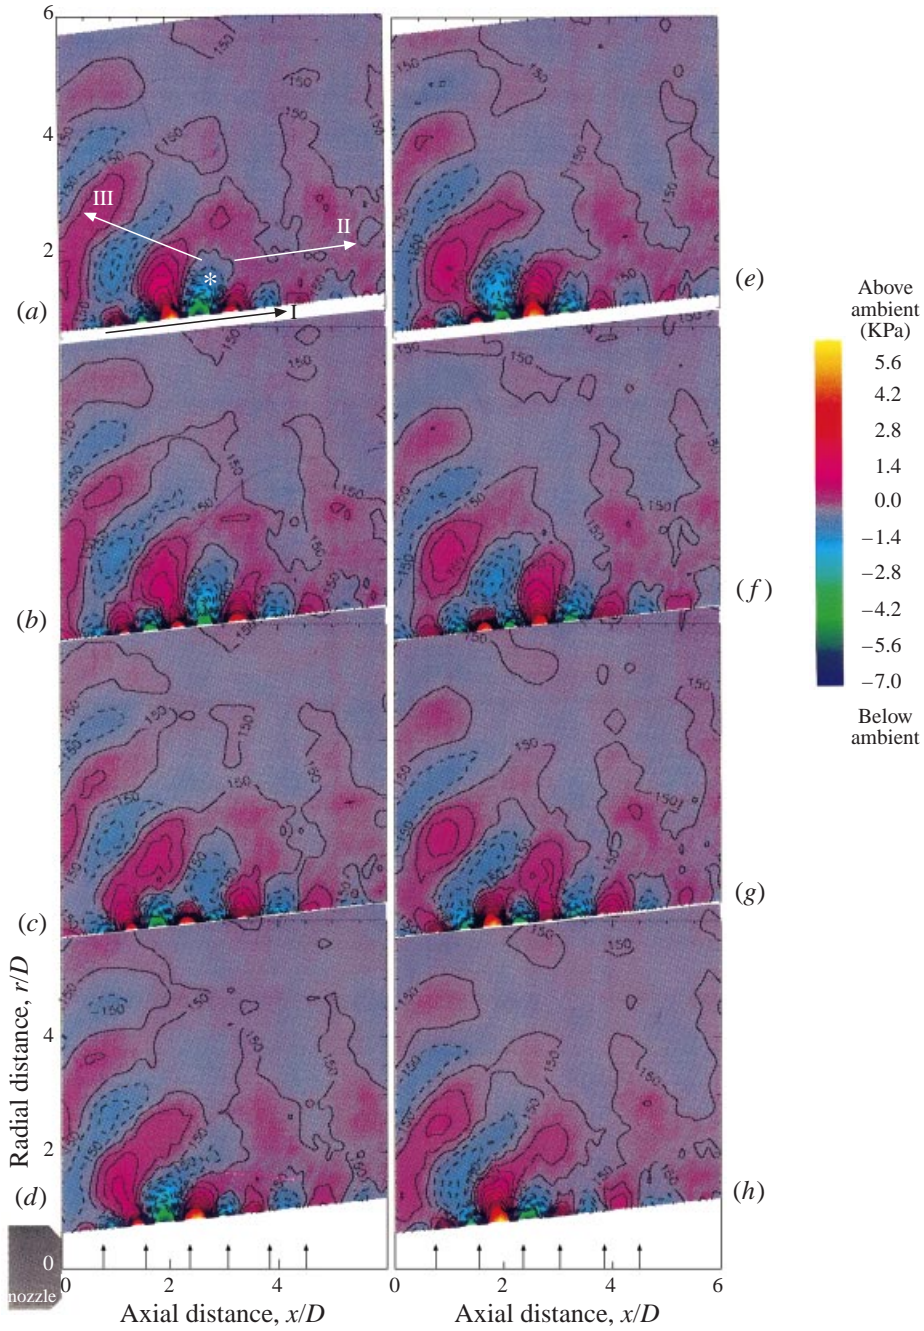 6
4
2
III
II
*
I
(a)
(b)
(c)
(d)
(e)
(f)
(g)
(h)
150
Above
ambient
(KPa)
5.6
4.2
2.8
1.4
0.0
−1.4
−2.8
−4.2
−5.6
−7.0
Below
ambient
Radial distance, r/D
4
2
0
nozzle
0 2 4
0 2 4 6
Axial distance, x/D
Axial distance, x/D